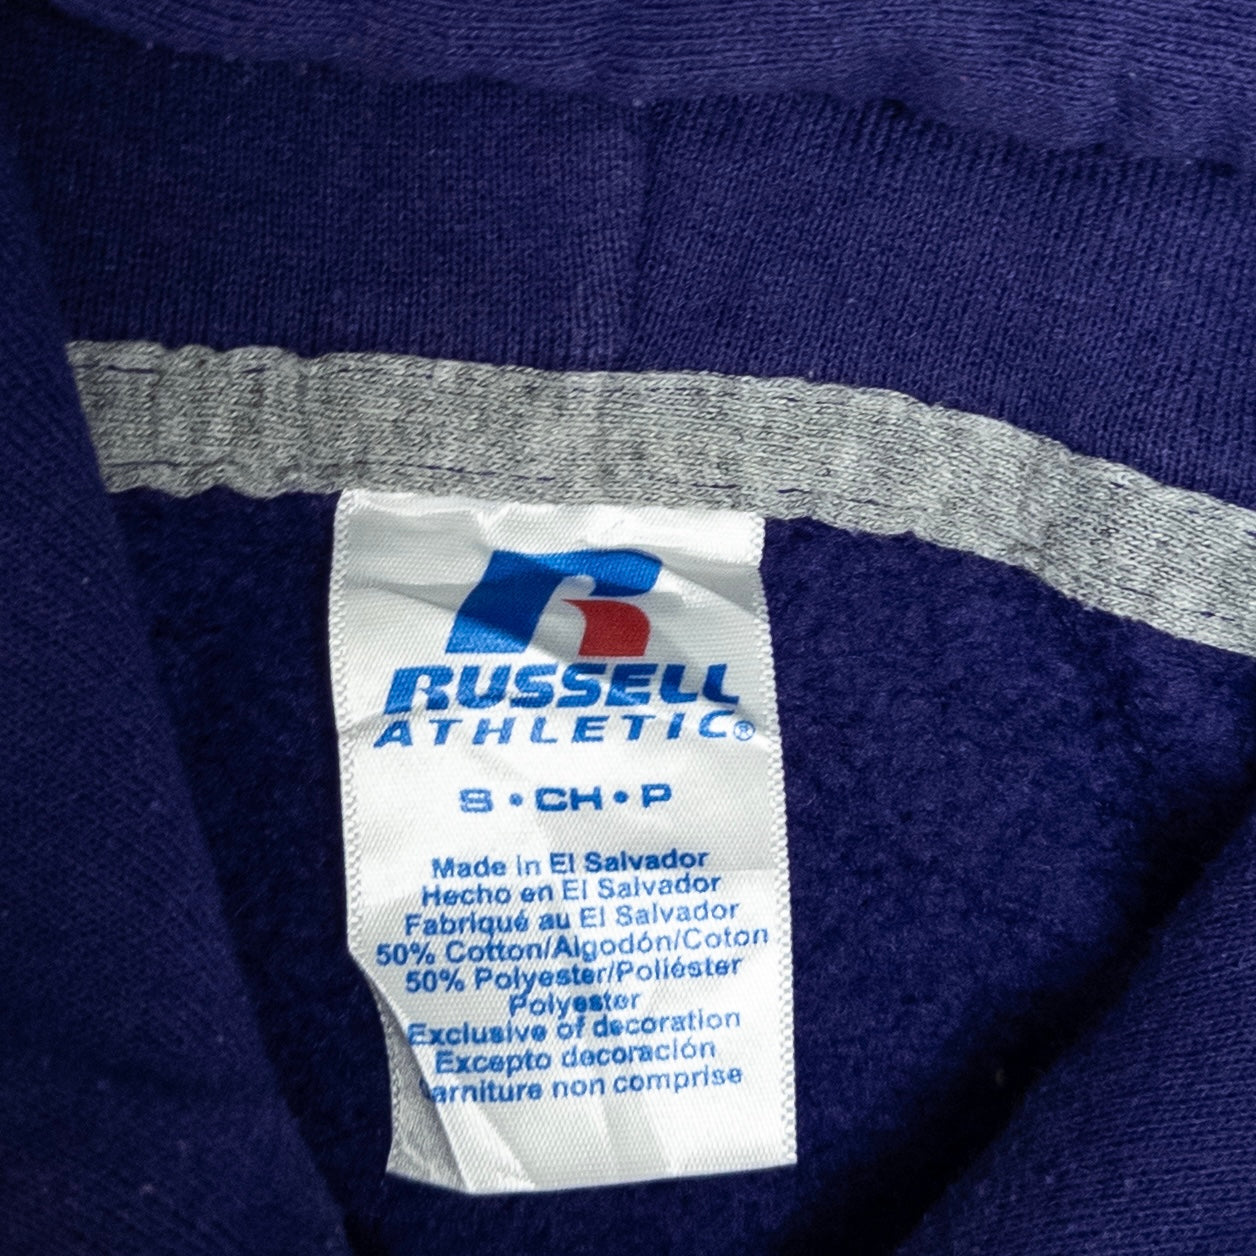 RUSSELL
ATHLETIC®
S • CH • P
Made in El Salvador
Hecho en El Salvador
Fabriqué au El Salvador
50% Cotton/Algodón/Coton
50% Polyester/Poliéster
Polyester
Exclusive of decoration
Excepto decoración
arniture non comprise